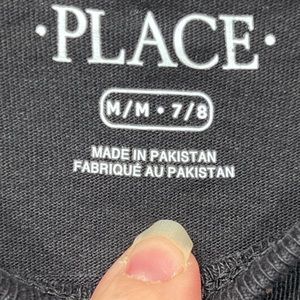 ·PLACE·
M/M · 7/8
MADE IN PAKISTAN
FABRIQUÉ AU PAKISTAN